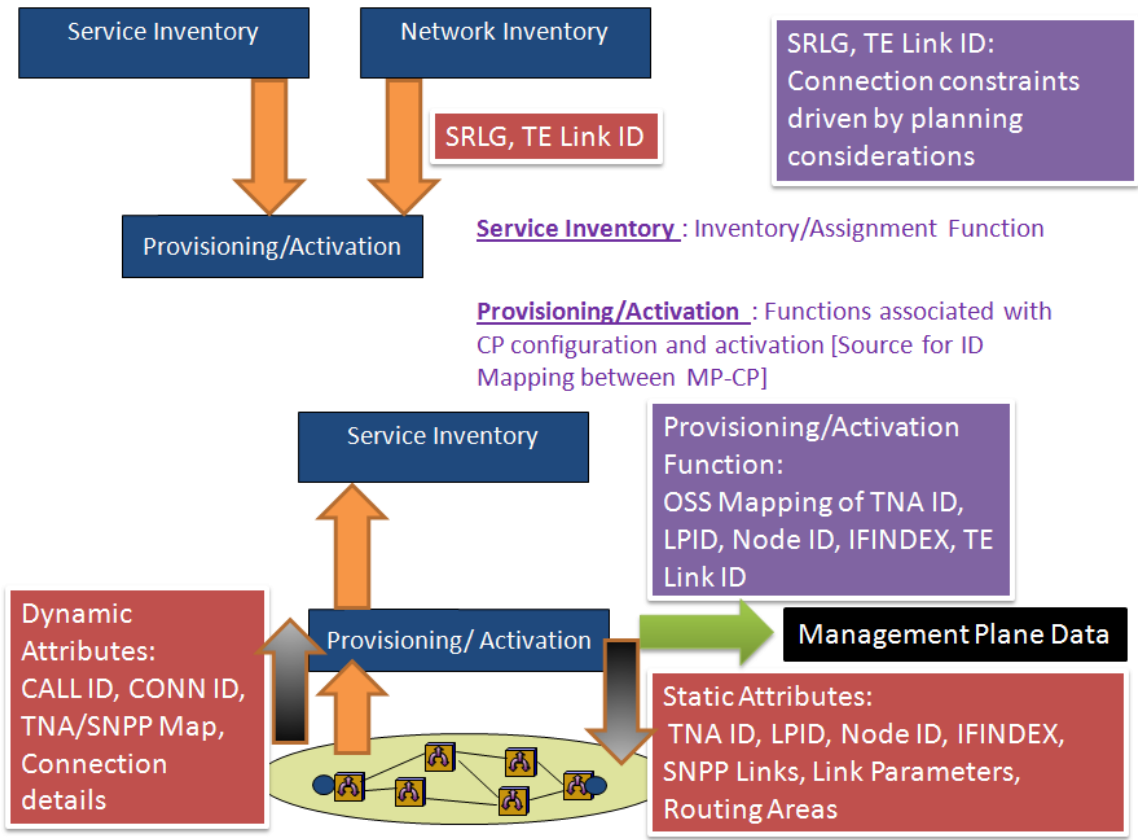 Service Inventory
Network Inventory
SRLG, TE Link ID:
Connection constraints
driven by planning
considerations
SRLG, TE Link ID
Provisioning/Activation
Service Inventory : Inventory/Assignment Function
Provisioning/Activation : Functions associated with
CP configuration and activation [Source for ID
Mapping between MP-CP]
Service Inventory
Provisioning/Activation
Function:
OSS Mapping of TNA ID,
LPID, Node ID, IFINDEX, TE
Link ID
Dynamic
Attributes:
CALL ID, CONN ID,
TNA/SNPP Map,
Connection
details
Provisioning/ Activation
Management Plane Data
Static Attributes:
TNA ID, LPID, Node ID, IFINDEX,
SNPP Links, Link Parameters,
Routing Areas